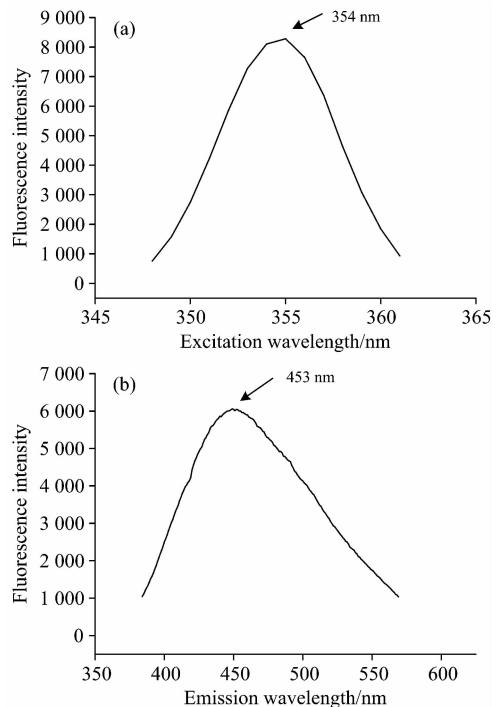 (a)
354 nm
9 000
8 000
7 000
6 000
5 000
4 000
3 000
2 000
1 000
0
Fluorescence intensity
345 350 355 360 365
Excitation wavelength/nm
(b)
453 nm
7 000
6 000
5 000
4 000
3 000
2 000
1 000
0
Fluorescence intensity
350 400 450 500 550 600
Emission wavelength/nm